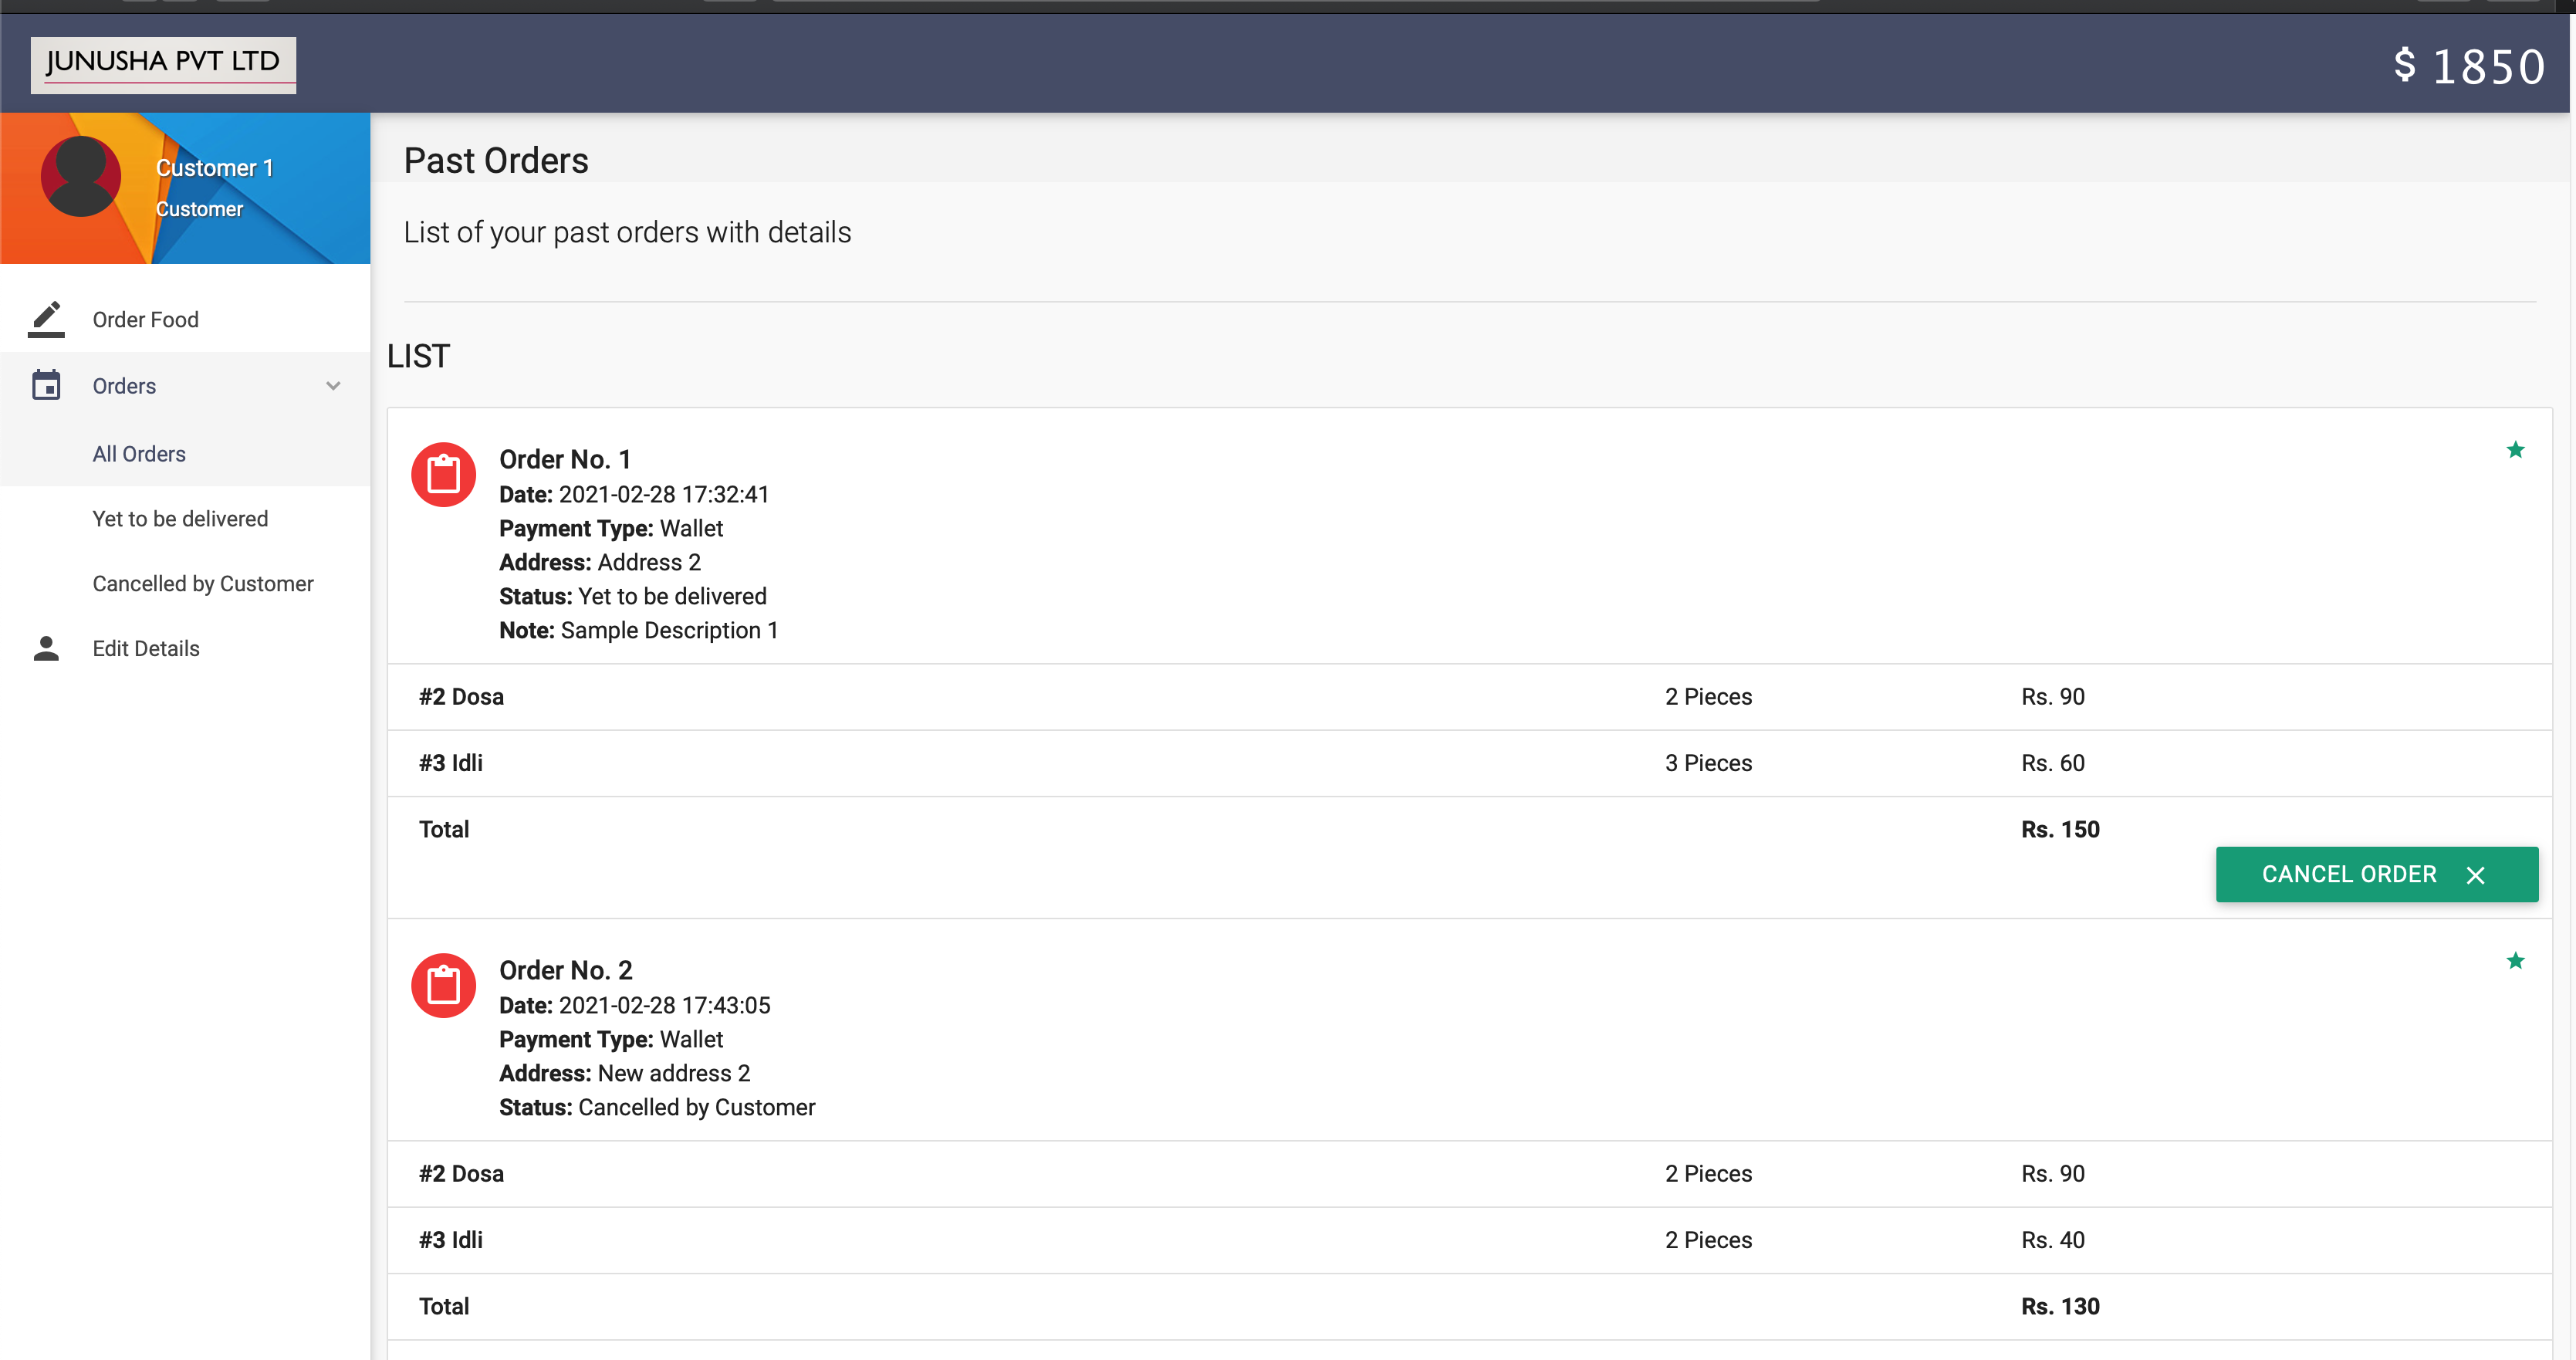 JUNUSHA PVT LTD
$ 1850
Customer 1
Customer
Order Food
Orders
All Orders
Yet to be delivered
Cancelled by Customer
Edit Details
Past Orders
List of your past orders with details
LIST
Order No. 1
Date: 2021-02-28 17:32:41
Payment Type: Wallet
Address: Address 2
Status: Yet to be delivered
Note: Sample Description 1
#2 Dosa 2 Pieces Rs. 90
#3 Idli 3 Pieces Rs. 60
Total Rs. 150
CANCEL ORDER
Order No. 2
Date: 2021-02-28 17:43:05
Payment Type: Wallet
Address: New address 2
Status: Cancelled by Customer
#2 Dosa 2 Pieces Rs. 90
#3 Idli 2 Pieces Rs. 40
Total Rs. 130